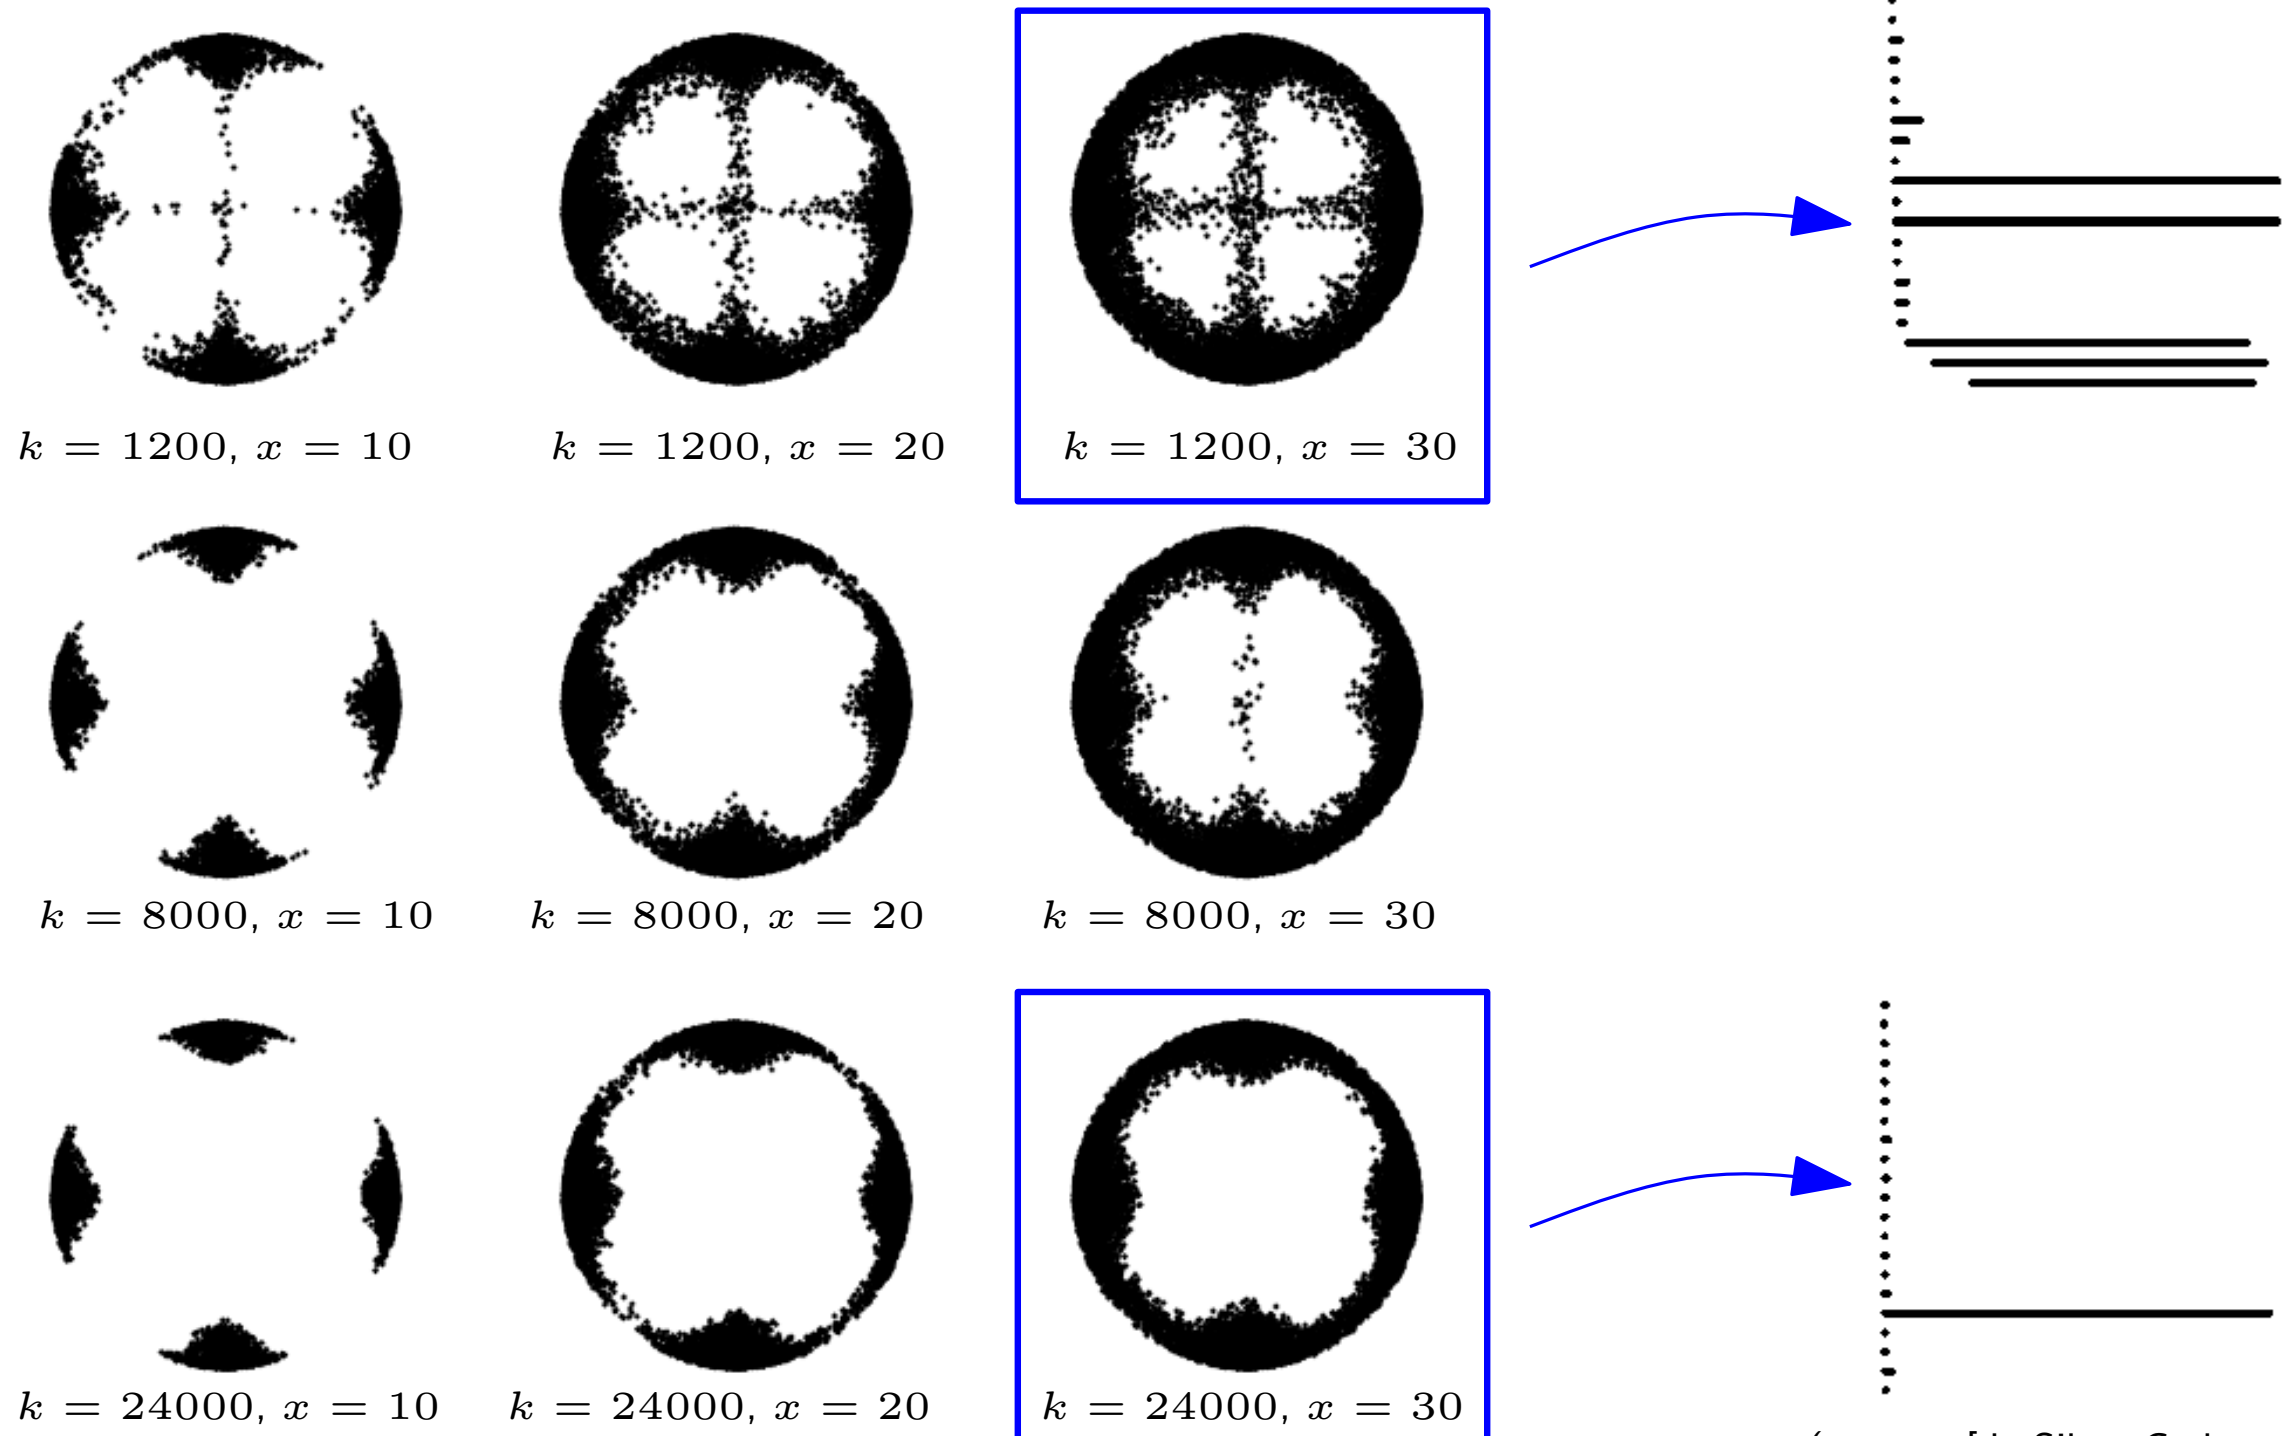 k = 1200, x = 10
k = 1200, x = 20
k = 1200, x = 30
k = 8000, x = 10
k = 8000, x = 20
k = 8000, x = 30
k = 24000, x = 10
k = 24000, x = 20
k = 24000, x = 30